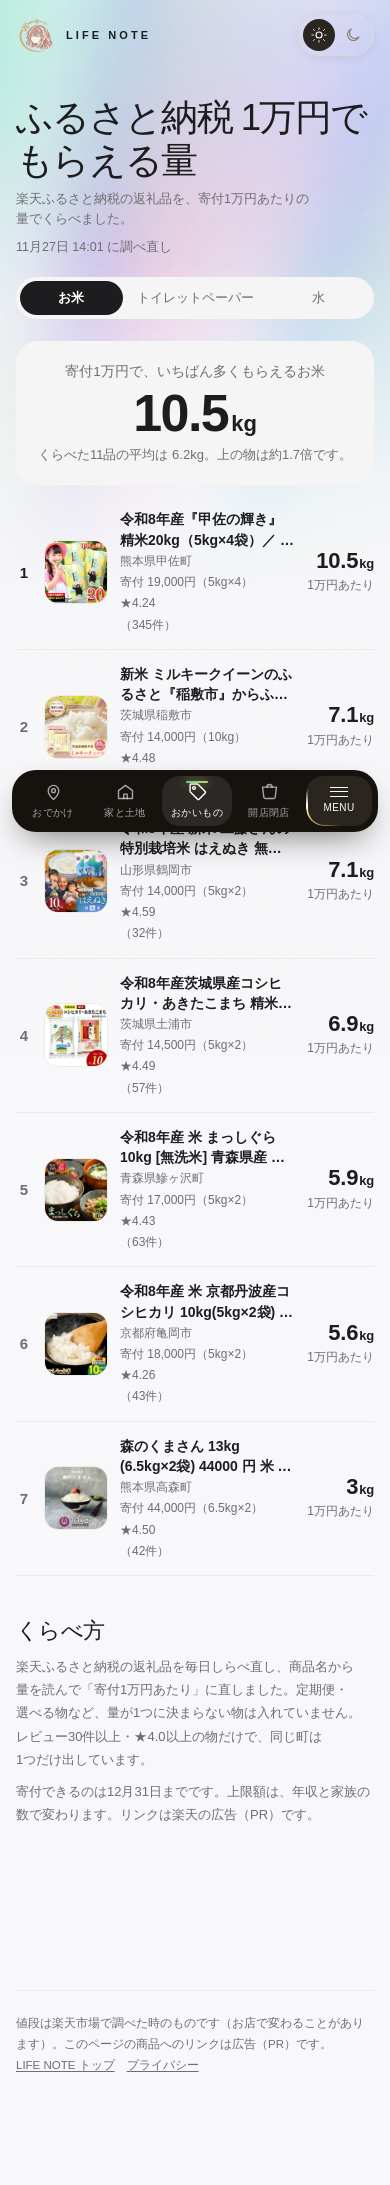 LIFE NOTE
ふるさと納税 1万円で
もらえる量
楽天ふるさと納税の返礼品を、寄付1万円あたりの
量でくらべました。
11月27日 14:01 に調べ直し
お米 トイレットペーパー 水
寄付1万円で、いちばん多くもらえるお米
10.5kg
くらべた11品の平均は 6.2kg。上の物は約1.7倍です。
1
令和8年産『甲佐の輝き』
精米20kg（5kg×4袋）／ …
熊本県甲佐町
寄付 19,000円（5kg×4）
★4.24
（345件）
10.5kg
1万円あたり
2
新米 ミルキークイーンのふ
るさと『稲敷市』からふ…
茨城県稲敷市
寄付 14,000円（10kg）
★4.48
7.1kg
1万円あたり
おでかけ 家と土地 おかいもの 開店閉店 MENU
3
特別栽培米 はえぬき 無…
山形県鶴岡市
寄付 14,000円（5kg×2）
★4.59
（32件）
7.1kg
1万円あたり
4
令和8年産茨城県産コシヒ
カリ・あきたこまち 精米…
茨城県土浦市
寄付 14,500円（5kg×2）
★4.49
（57件）
6.9kg
1万円あたり
5
令和8年産 米 まっしぐら
10kg [無洗米] 青森県産 …
青森県鰺ヶ沢町
寄付 17,000円（5kg×2）
★4.43
（63件）
5.9kg
1万円あたり
6
令和8年産 米 京都丹波産コ
シヒカリ 10kg(5kg×2袋) …
京都府亀岡市
寄付 18,000円（5kg×2）
★4.26
（43件）
5.6kg
1万円あたり
7
森のくまさん 13kg
(6.5kg×2袋) 44000 円 米 …
熊本県高森町
寄付 44,000円（6.5kg×2）
★4.50
（42件）
3kg
1万円あたり
くらべ方
楽天ふるさと納税の返礼品を毎日しらべ直し、商品名から
量を読んで「寄付1万円あたり」に直しました。定期便・
選べる物など、量が1つに決まらない物は入れていません。
レビュー30件以上・★4.0以上の物だけで、同じ町は
1つだけ出しています。
寄付できるのは12月31日までです。上限額は、年収と家族の
数で変わります。リンクは楽天の広告（PR）です。
値段は楽天市場で調べた時のものです（お店で変わることがあり
ます）。このページの商品へのリンクは広告（PR）です。
LIFE NOTE トップ プライバシー